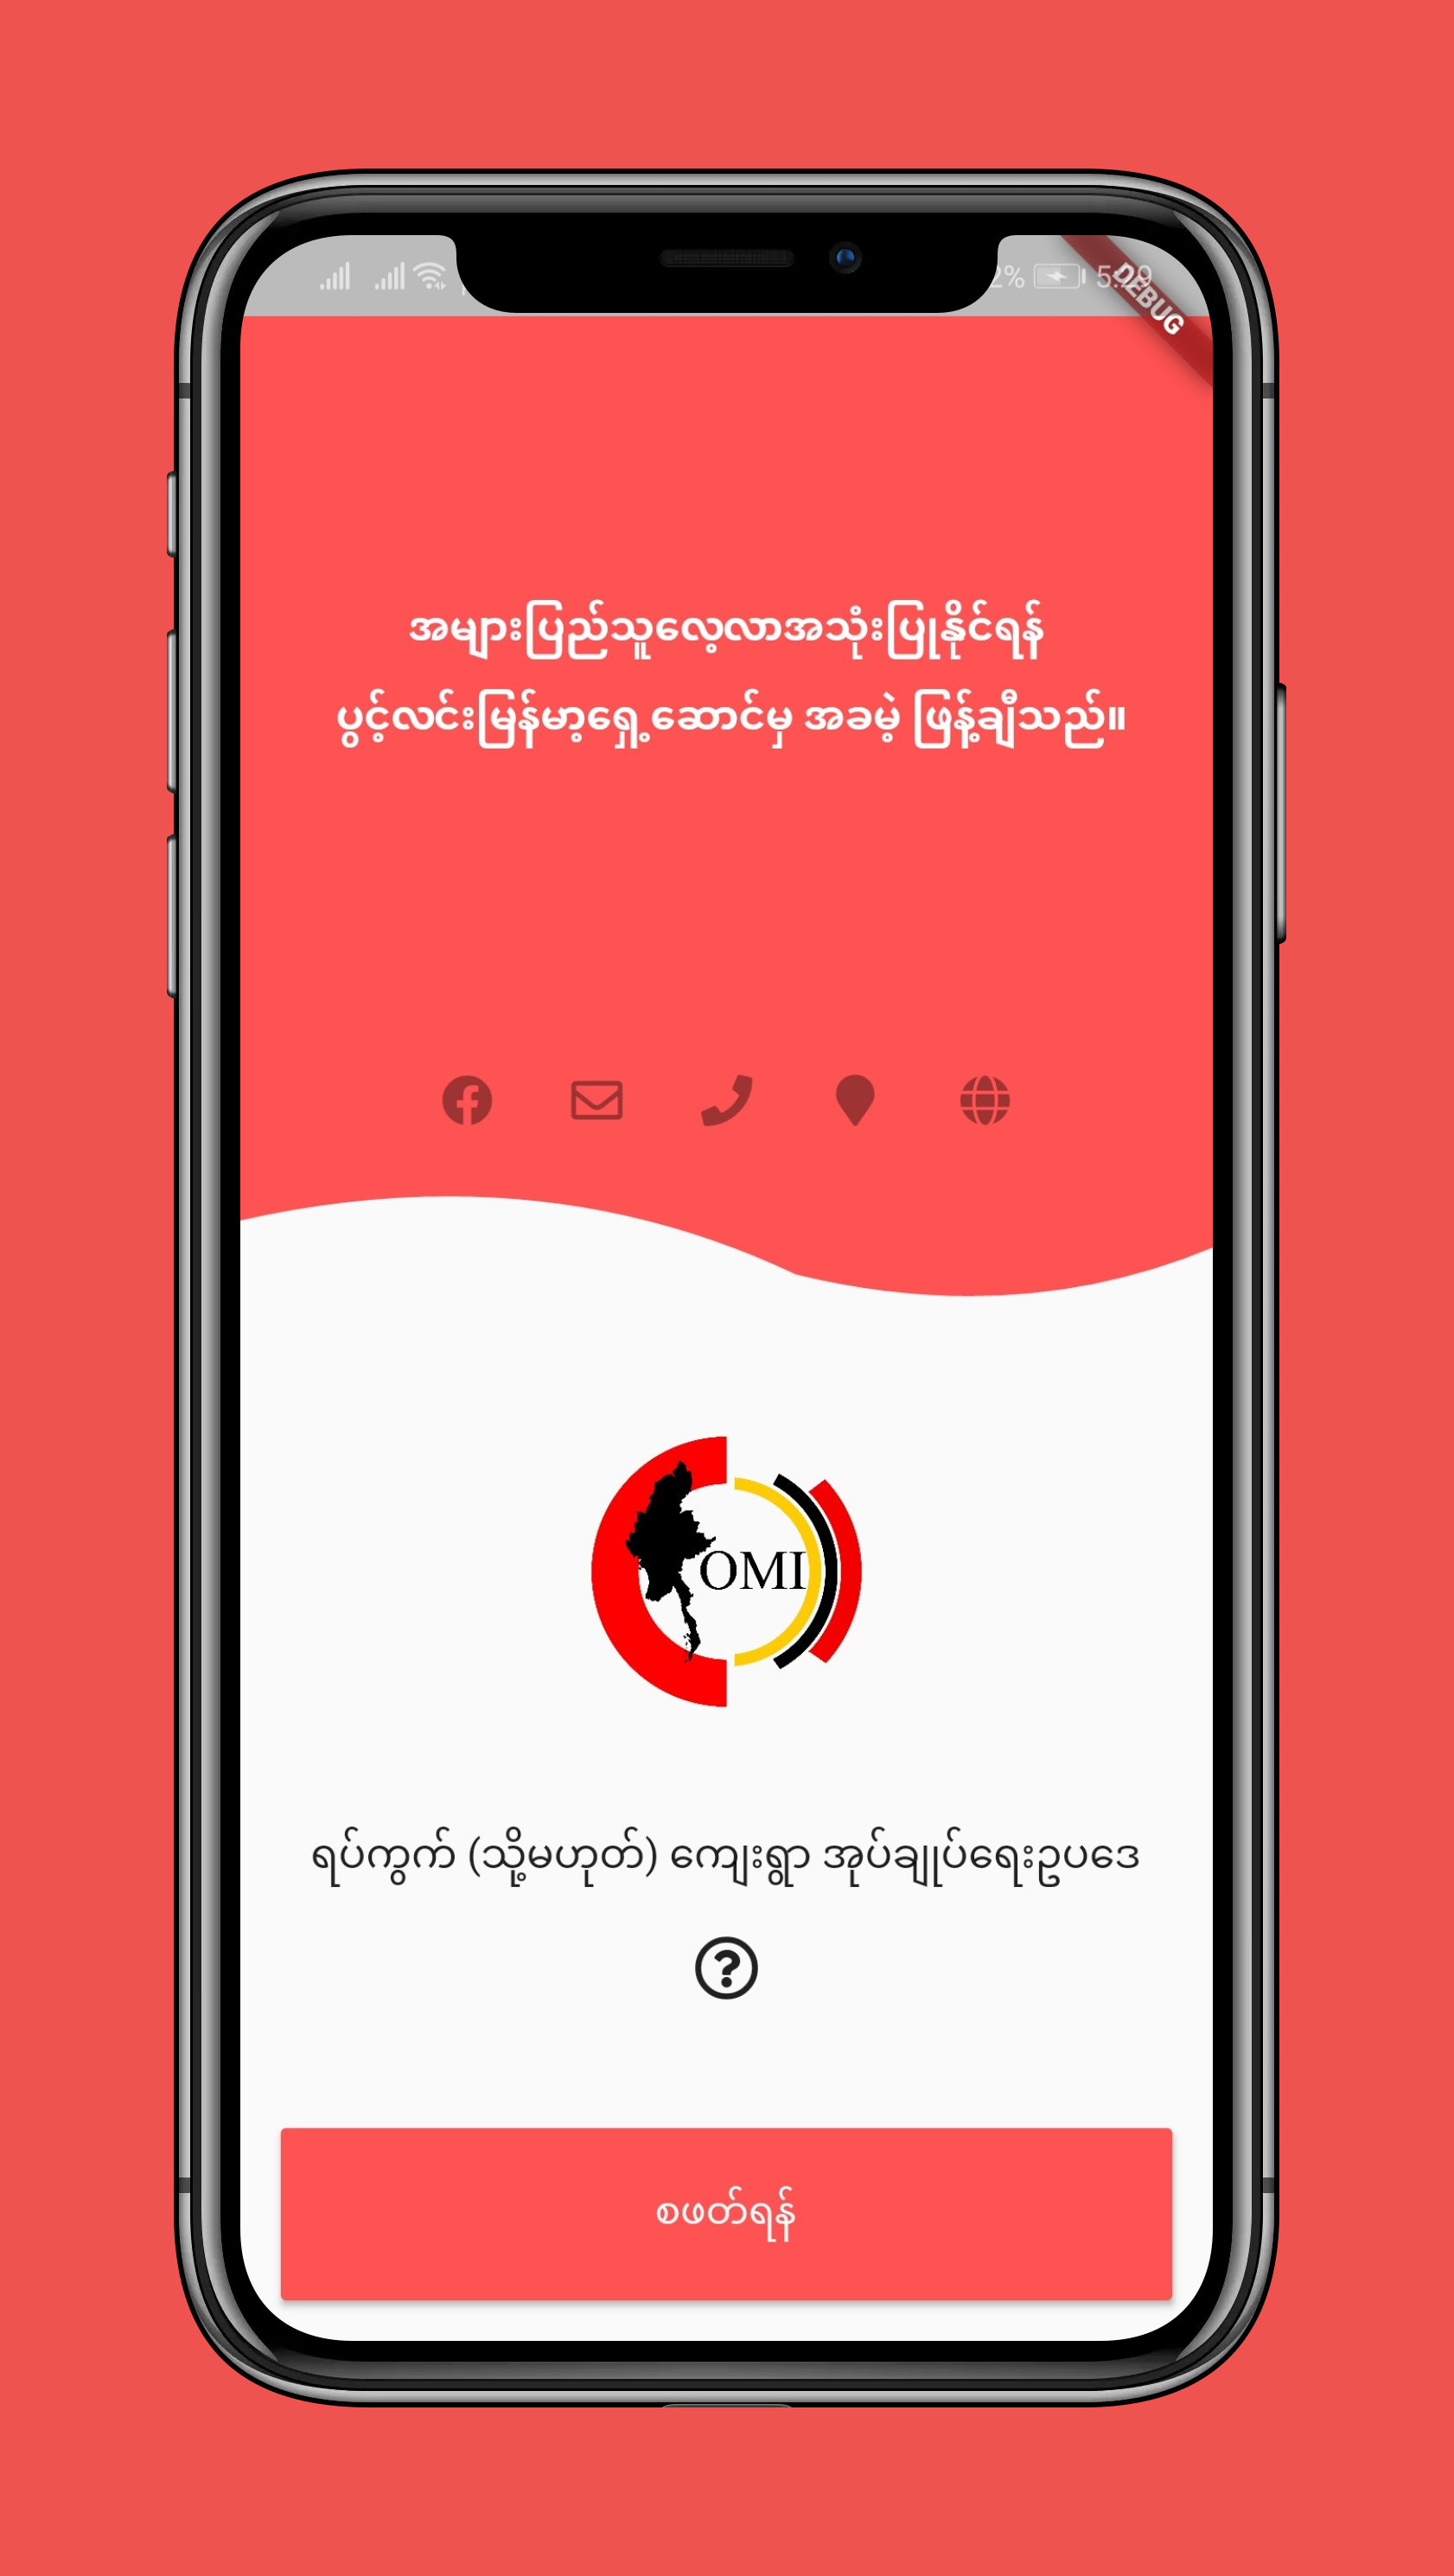 DEBUG
အများပြည်သူလေ့လာအသုံးပြုနိုင်ရန်
ပွင့်လင်းမြန်မာ့ရှေ့ဆောင်မှ အခမဲ့ ဖြန့်ချီသည်။
OMI
ရပ်ကွက် (သို့မဟုတ်) ကျေးရွာ အုပ်ချုပ်ရေးဥပဒေ
စဖတ်ရန်